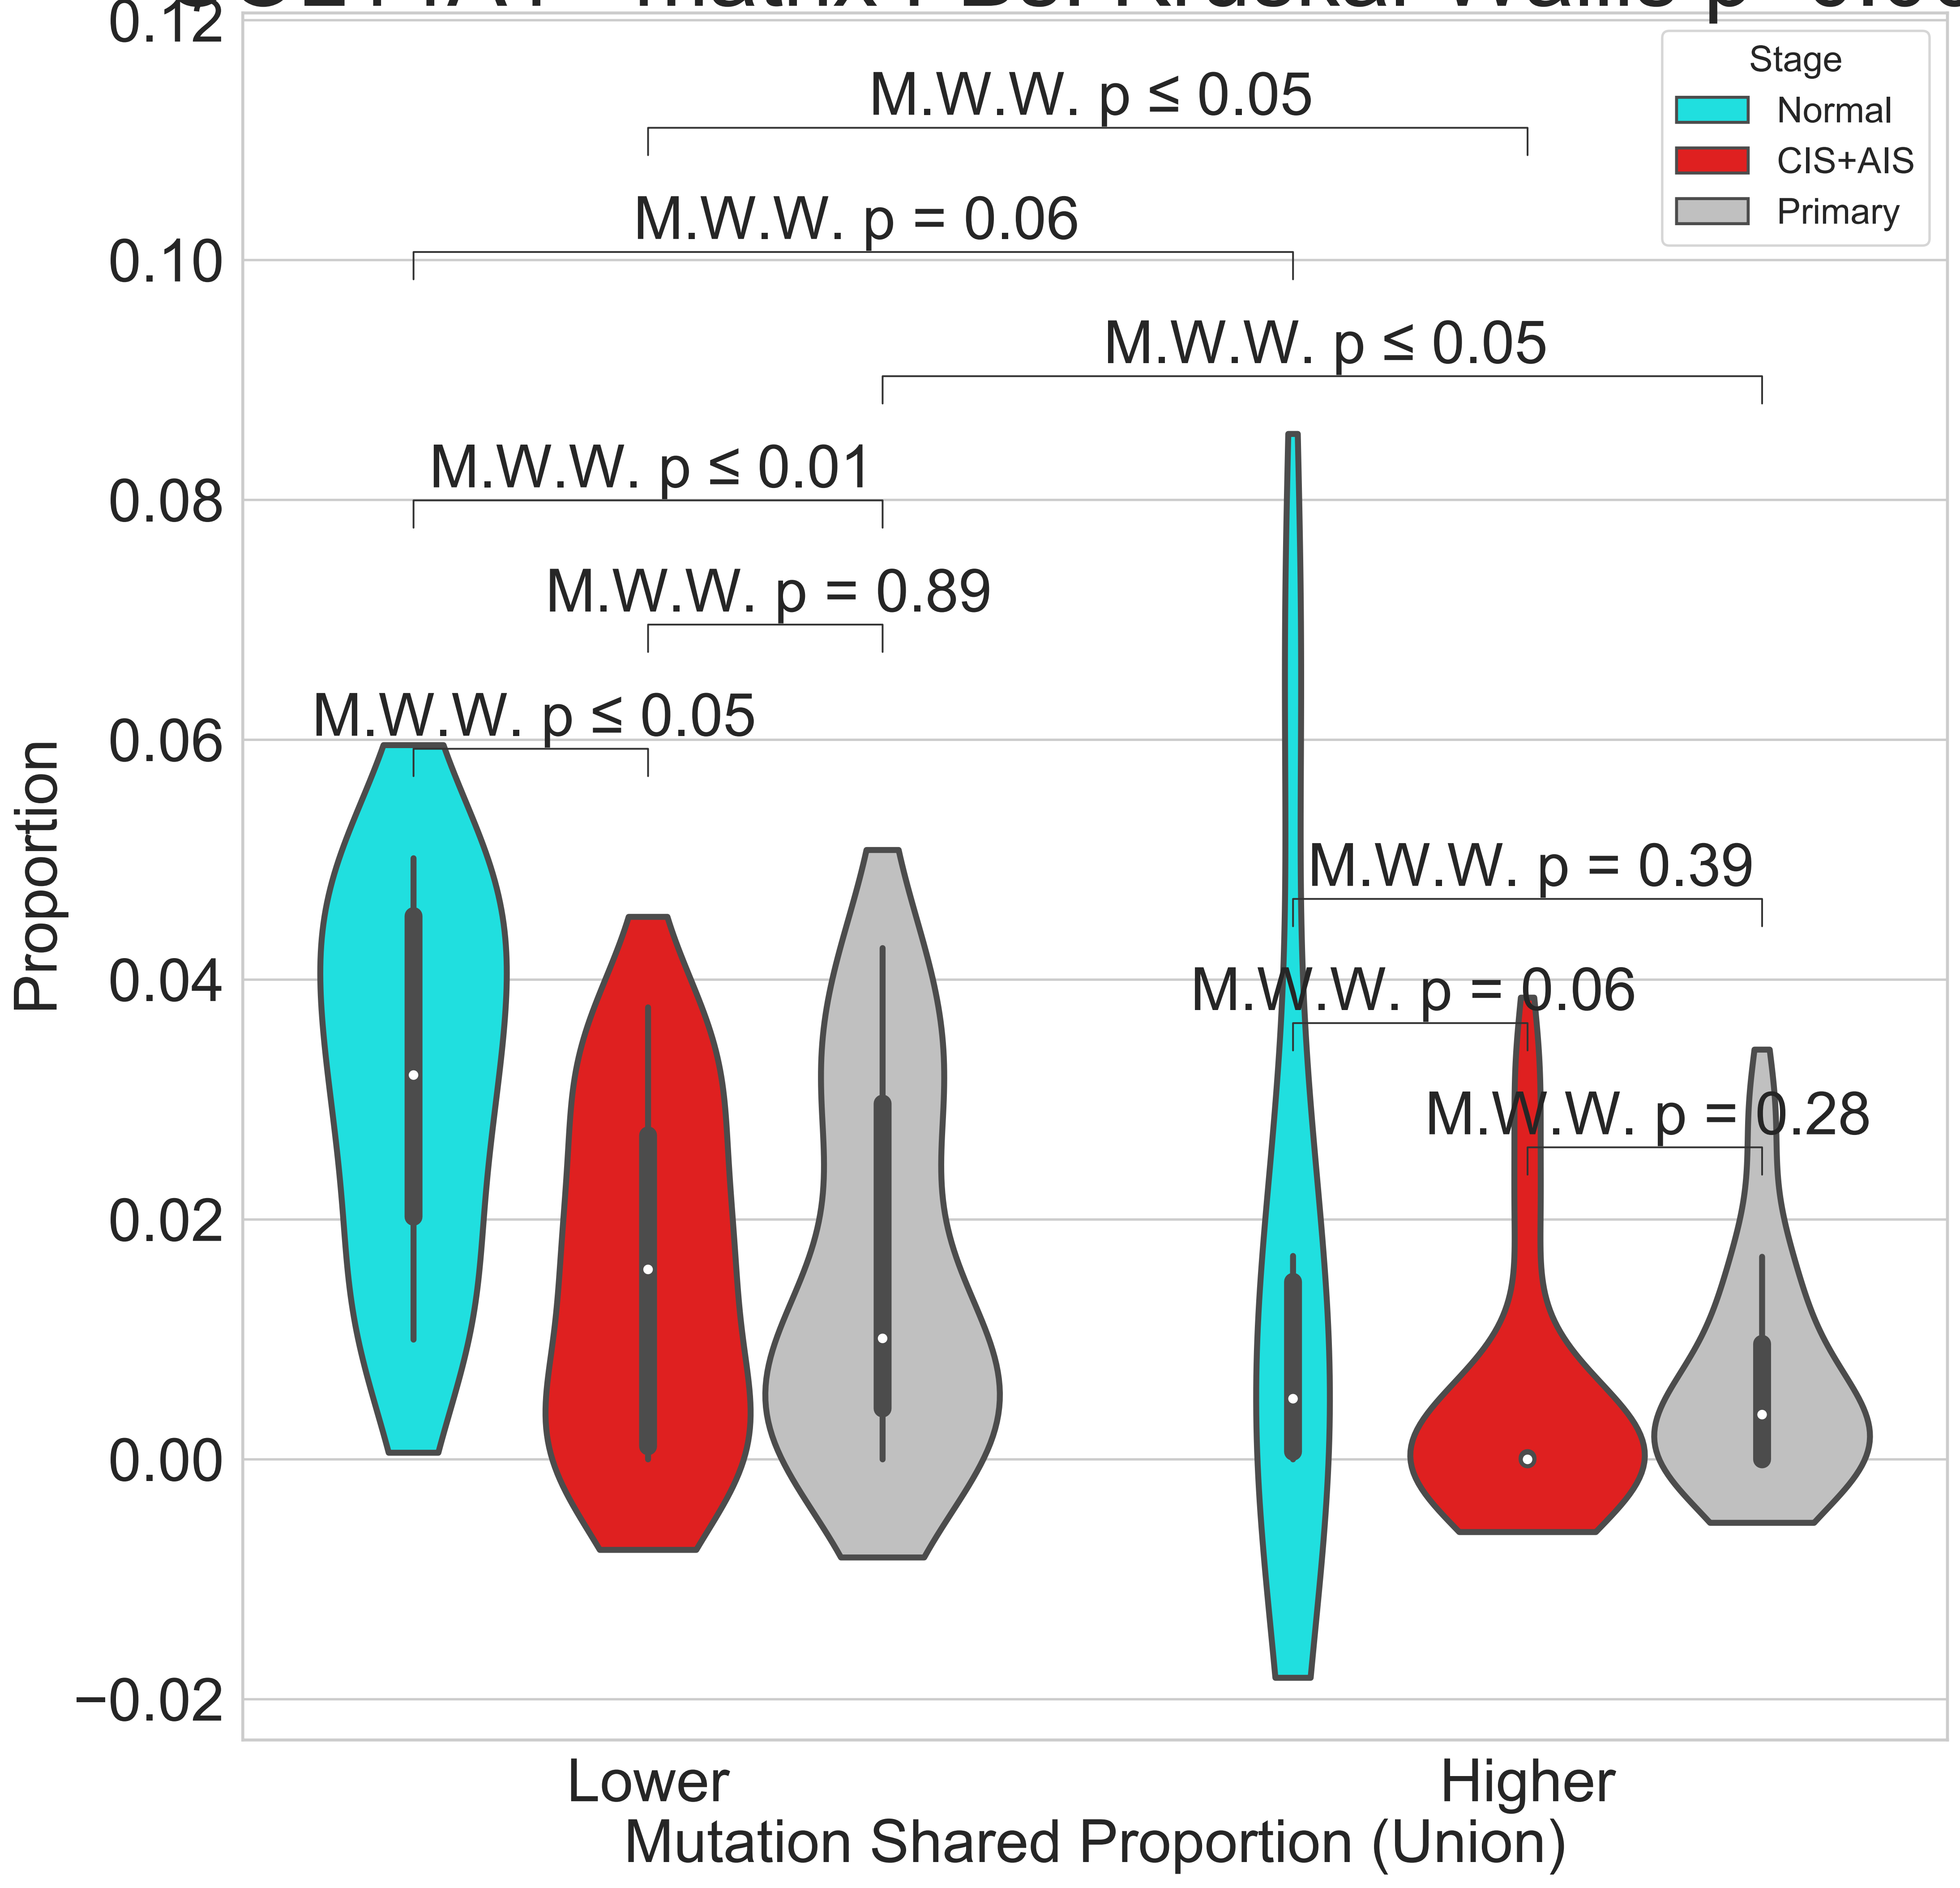 0.12
Stage
Normal
CIS+AIS
Primary
M.W.W. p ≤ 0.05
M.W.W. p = 0.06
0.10
M.W.W. p ≤ 0.05
M.W.W. p ≤ 0.01
0.08
M.W.W. p = 0.89
M.W.W. p ≤ 0.05
0.06
Proportion
M.W.W. p = 0.39
M.W.W. p = 0.06
0.04
M.W.W. p = 0.28
0.02
0.00
−0.02
Lower
Higher
Mutation Shared Proportion (Union)